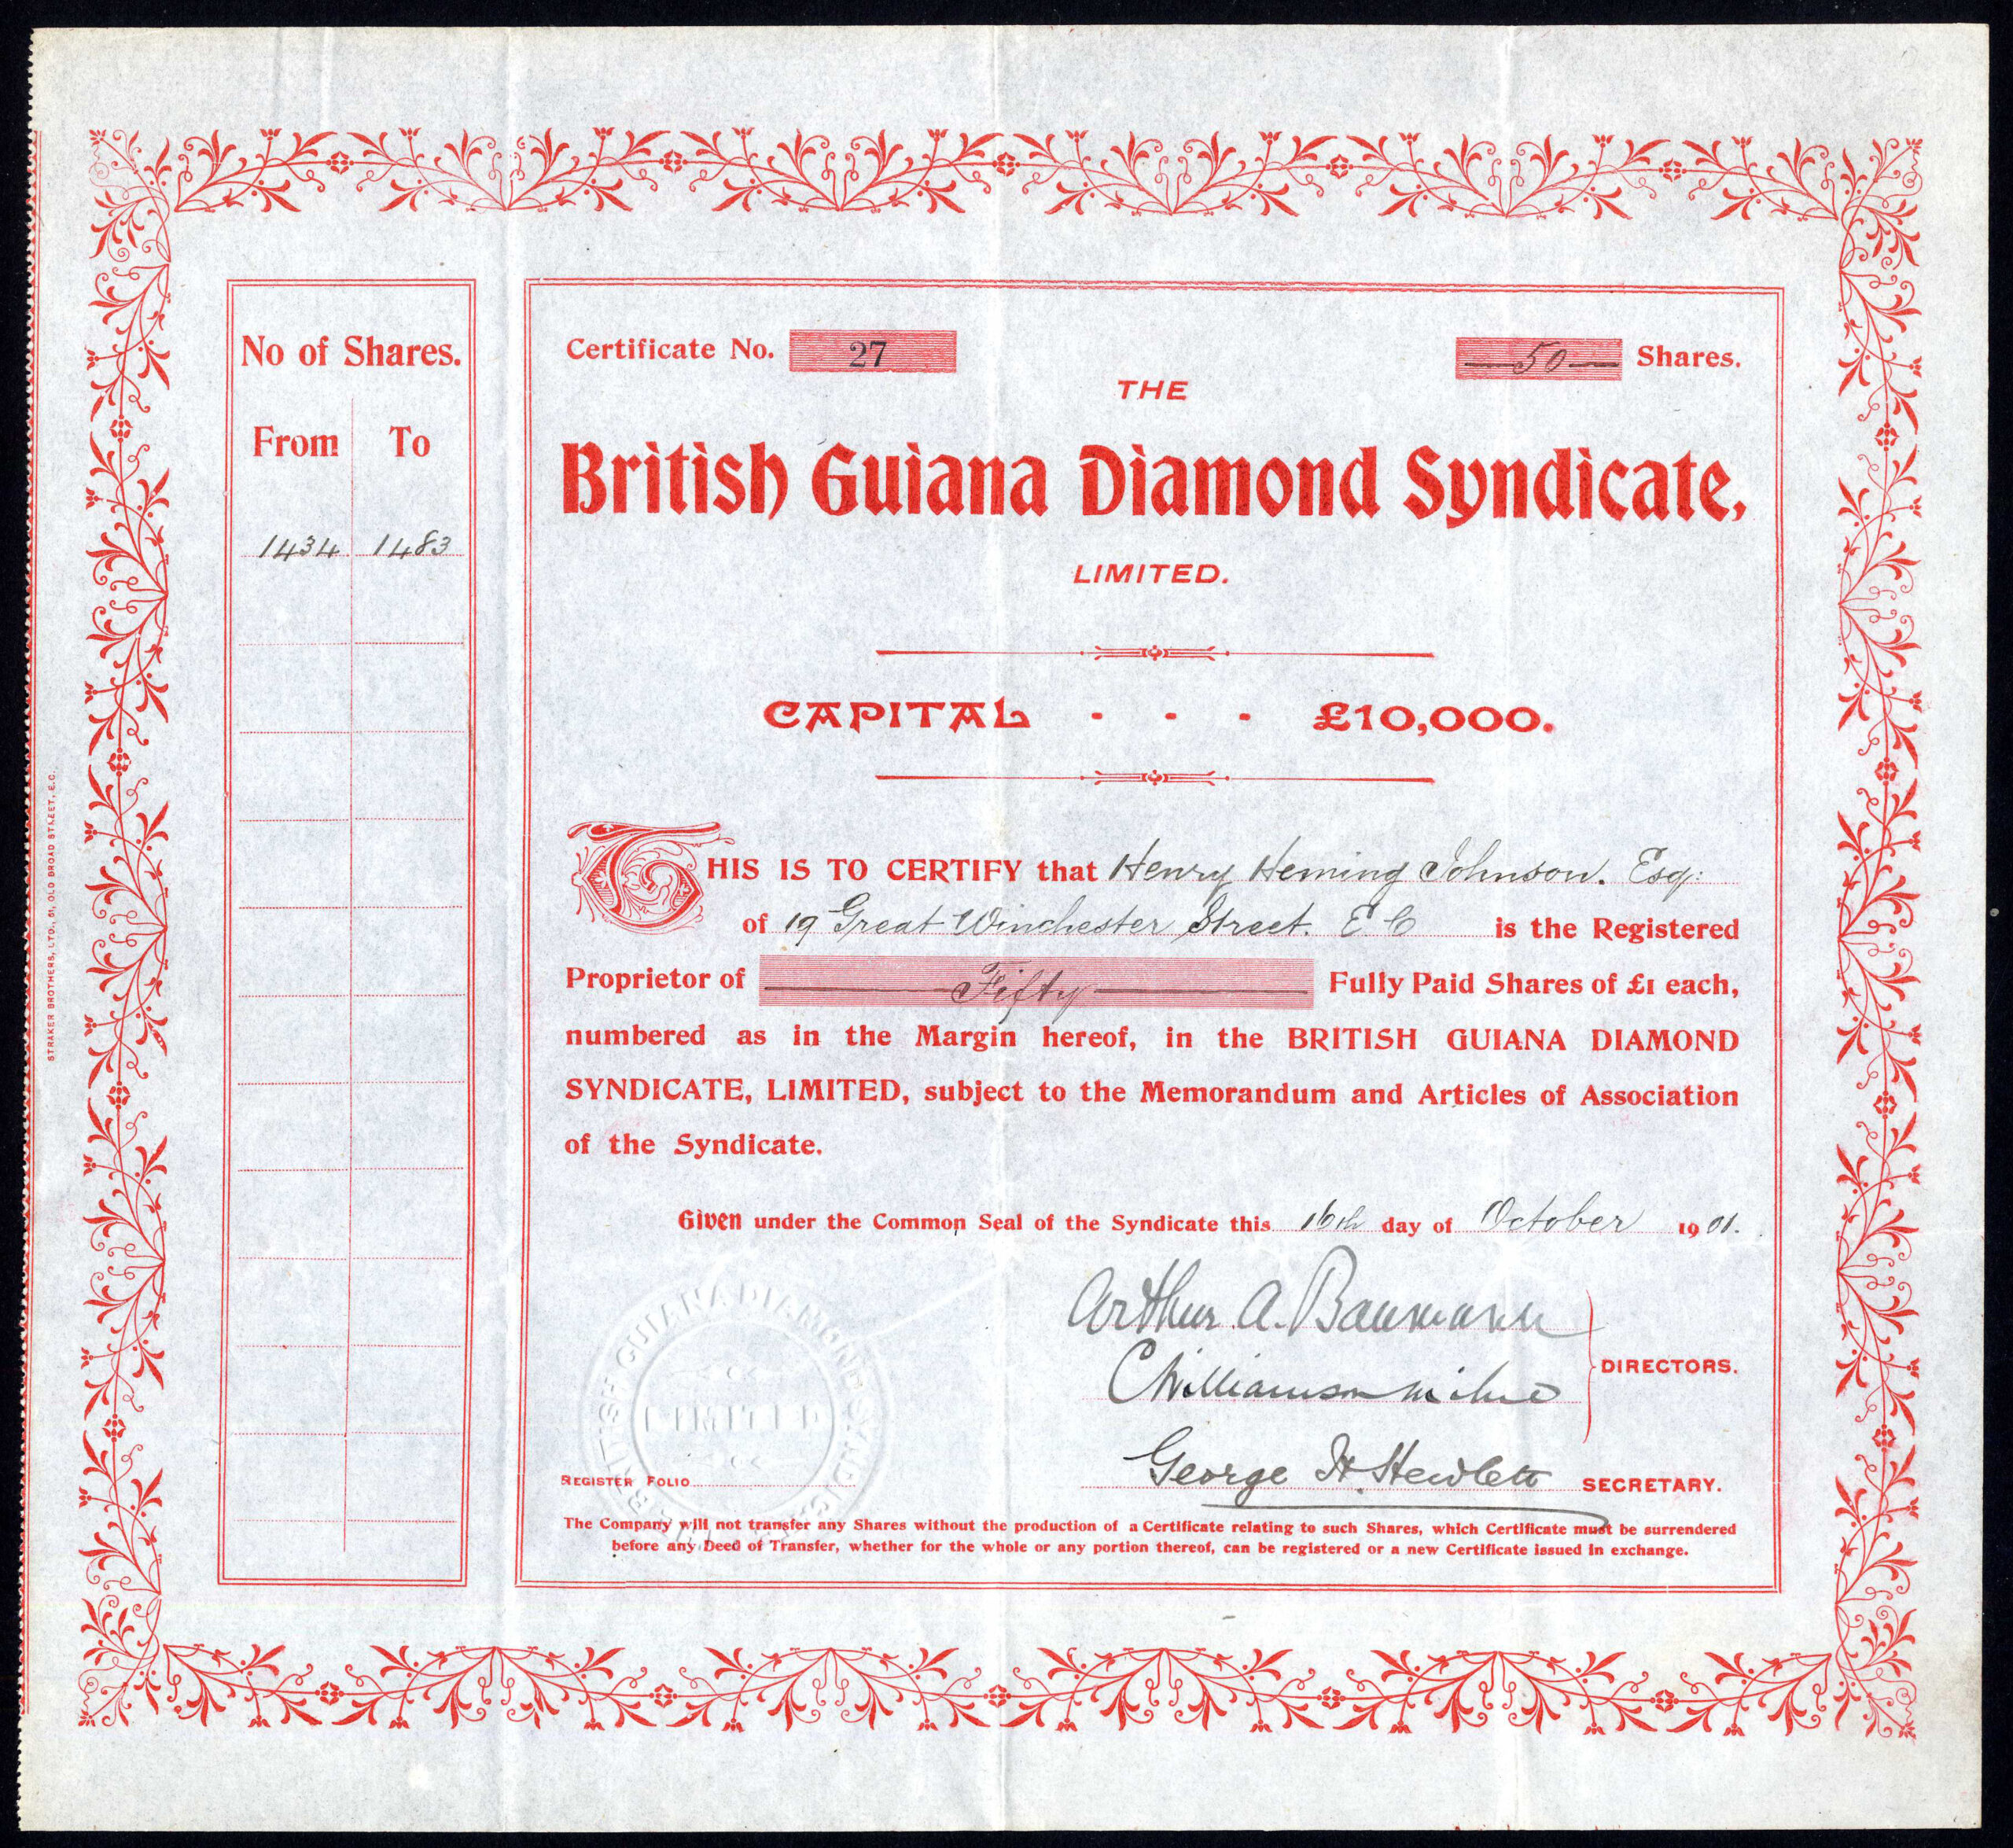 No of Shares.
From To
1434 1483
Certificate No. 27
50 Shares.
THE
British Guiana Diamond Syndicate,
LIMITED.
CAPITAL - - - £10,000.
THIS IS TO CERTIFY that Henry Heming Johnson. Esq:
of 19 Great Winchester Street. E C is the Registered
Proprietor of Fifty Fully Paid Shares of £1 each,
numbered as in the Margin hereof, in the BRITISH GUIANA DIAMOND
SYNDICATE, LIMITED, subject to the Memorandum and Articles of Association
of the Syndicate.
Given under the Common Seal of the Syndicate this 16th day of October 1901.
Arthur. A. Baumann
C Williamson Milne
DIRECTORS.
George H. Hewlett SECRETARY.
REGISTER FOLIO
The Company will not transfer any Shares without the production of a Certificate relating to such Shares, which Certificate must be surrendered
before any Deed of Transfer, whether for the whole or any portion thereof, can be registered or a new Certificate issued in exchange.
THE BRITISH GUIANA DIAMOND SYNDICATE
LIMITED
STRAKER BROTHERS, LTD., 51, OLD BROAD STREET, E.C.